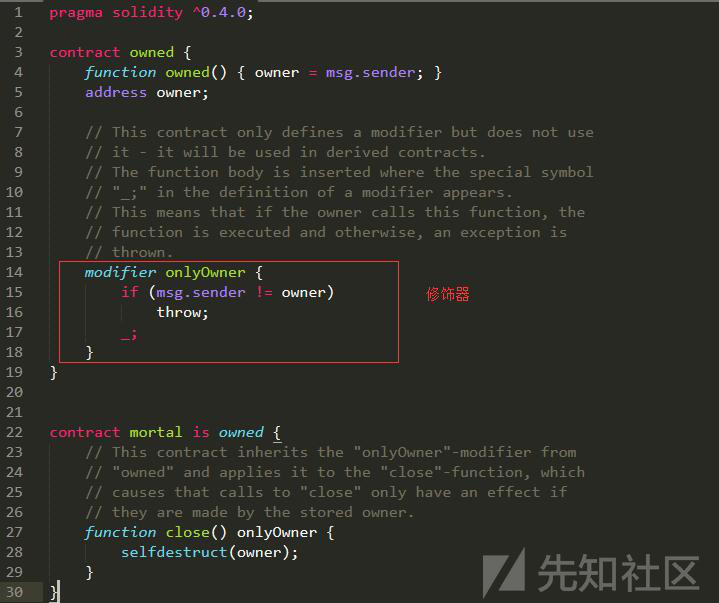 1 pragma solidity ^0.4.0;
2
3 contract owned {
4 function owned() { owner = msg.sender; }
5 address owner;
6
7 // This contract only defines a modifier but does not use
8 // it - it will be used in derived contracts.
9 // The function body is inserted where the special symbol
10 // "_;" in the definition of a modifier appears.
11 // This means that if the owner calls this function, the
12 // function is executed and otherwise, an exception is
13 // thrown.
14 modifier onlyOwner {
15 if (msg.sender != owner) 修饰器
16 throw;
17 _;
18 }
19 }
20
21
22 contract mortal is owned {
23 // This contract inherits the "onlyOwner"-modifier from
24 // "owned" and applies it to the "close"-function, which
25 // causes that calls to "close" only have an effect if
26 // they are made by the stored owner.
27 function close() onlyOwner {
28 selfdestruct(owner);
29 }
30 }
先知社区